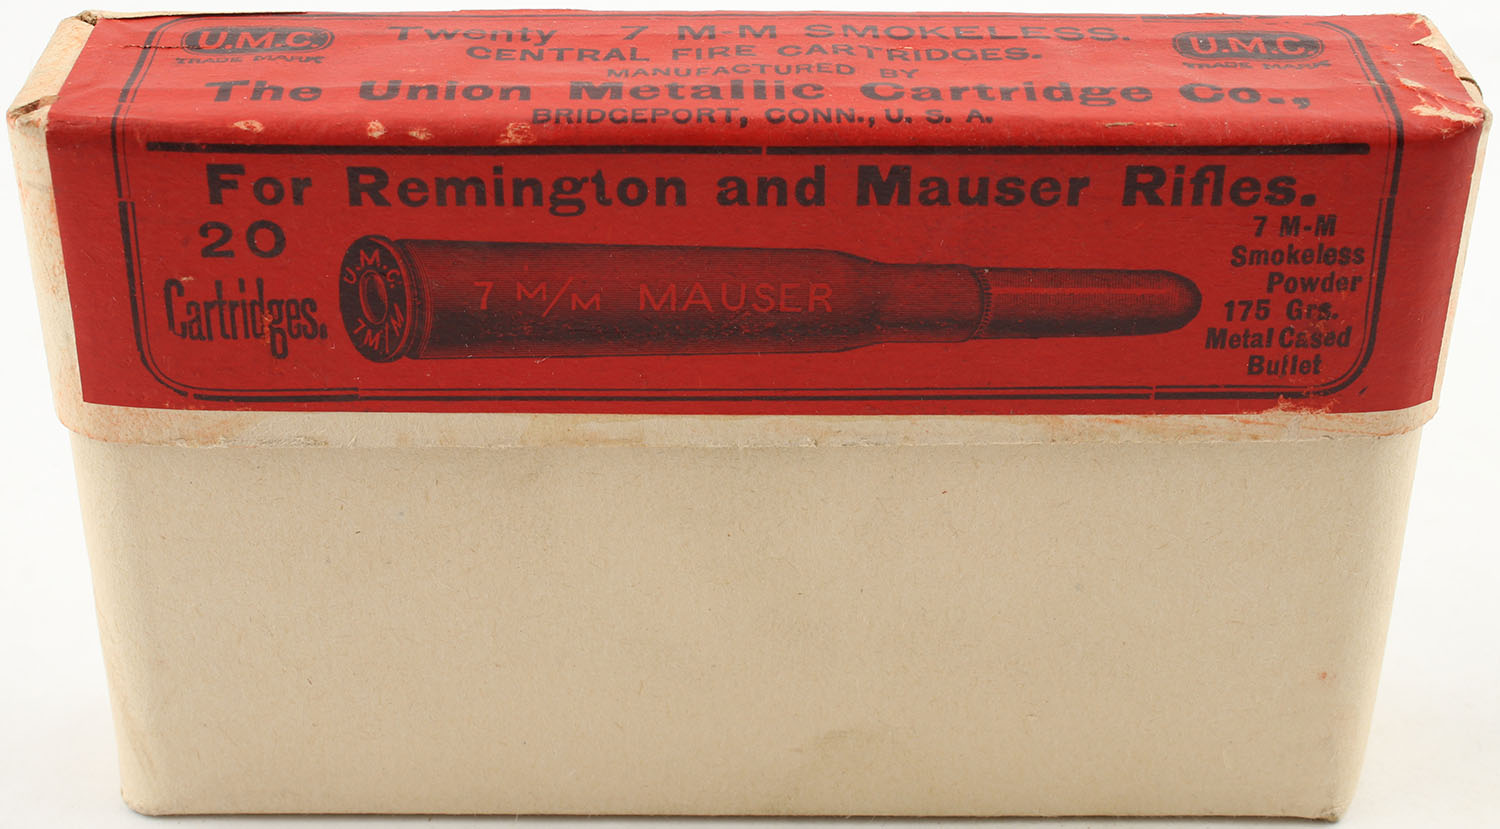 U.M.C.
TRADE MARK
Twenty 7 M-M SMOKELESS.
CENTRAL FIRE CARTRIDGES.
MANUFACTURED BY
The Union Metallic Cartridge Co.,
BRIDGEPORT, CONN., U. S. A.
U.M.C.
TRADE MARK
For Remington and Mauser Rifles.
20
Cartridges.
U.M.C.
7 M/M
7 M/M MAUSER
7 M-M
Smokeless
Powder
175 Grs.
Metal Cased
Bullet